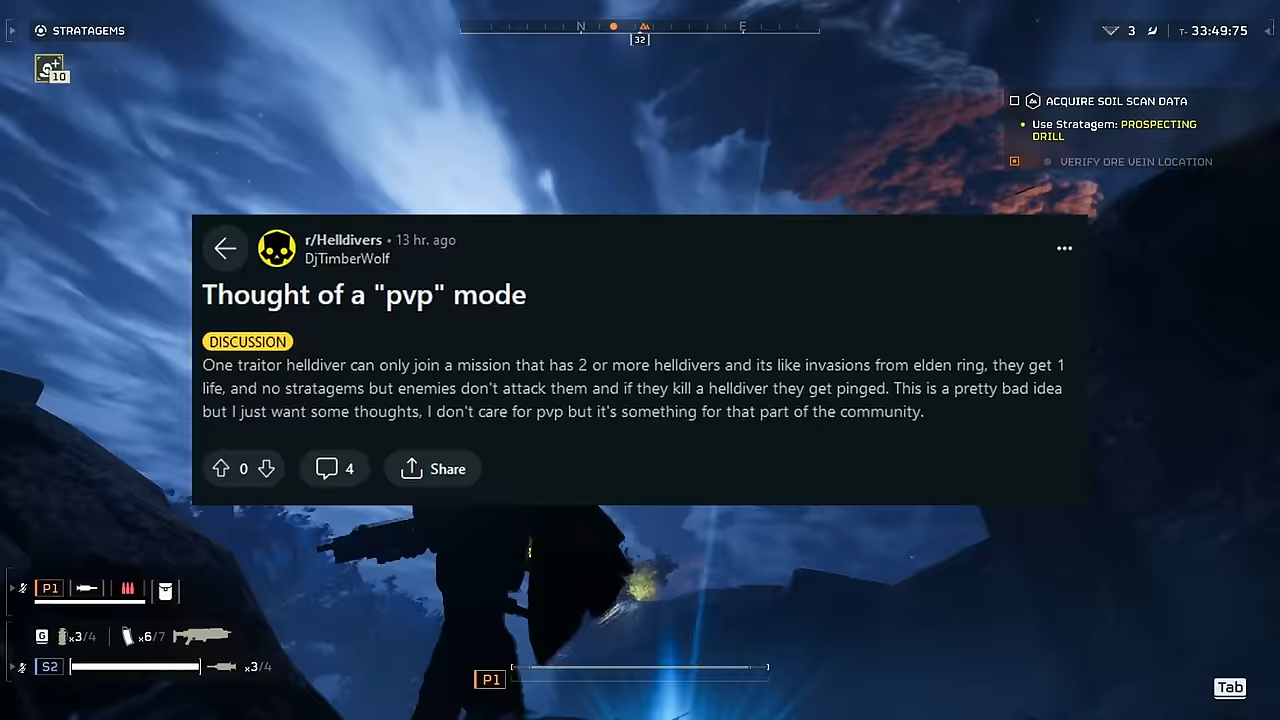 STRATAGEMS
N
E
32
3
T- 33:49:75
10
ACQUIRE SOIL SCAN DATA
Use Stratagem: PROSPECTING
DRILL
VERIFY ORE VEIN LOCATION
r/Helldivers • 13 hr. ago
DjTimberWolf
Thought of a "pvp" mode
DISCUSSION
One traitor helldiver can only join a mission that has 2 or more helldivers and its like invasions from elden ring, they get 1
life, and no stratagems but enemies don't attack them and if they kill a helldiver they get pinged. This is a pretty bad idea
but I just want some thoughts, I don't care for pvp but it's something for that part of the community.
0
4
Share
P1
G x3/4 x6/7
S2 x3/4
P1
Tab